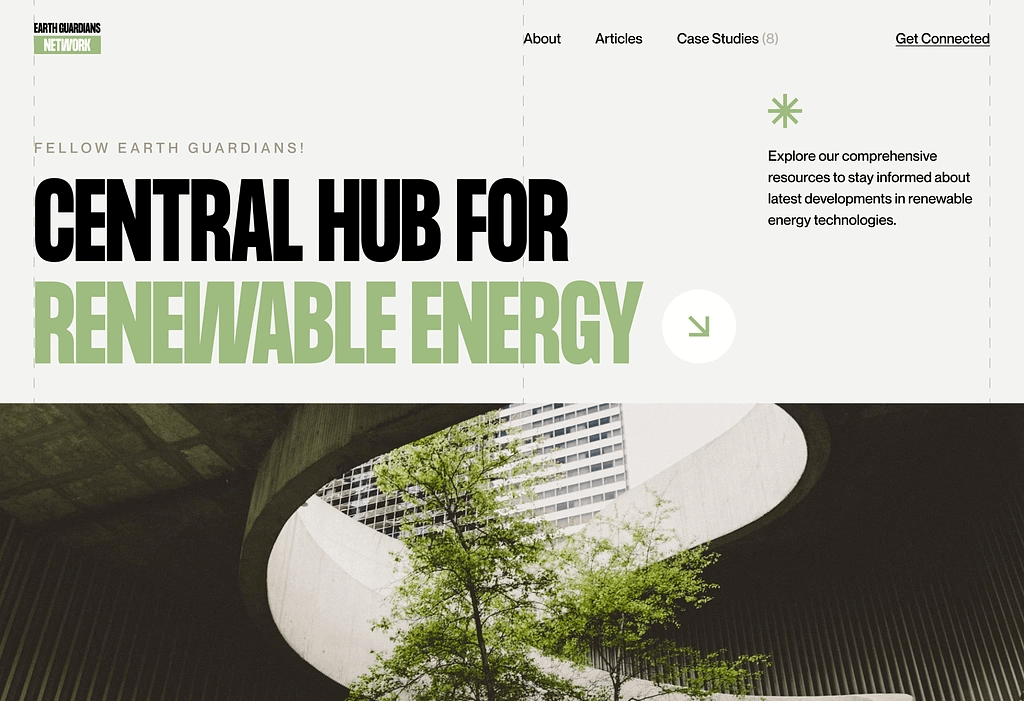 EARTH GUARDIANS
NETWORK
About
Articles
Case Studies (8)
Get Connected
FELLOW EARTH GUARDIANS!
CENTRAL HUB FOR
RENEWABLE ENERGY
Explore our comprehensive
resources to stay informed about
latest developments in renewable
energy technologies.